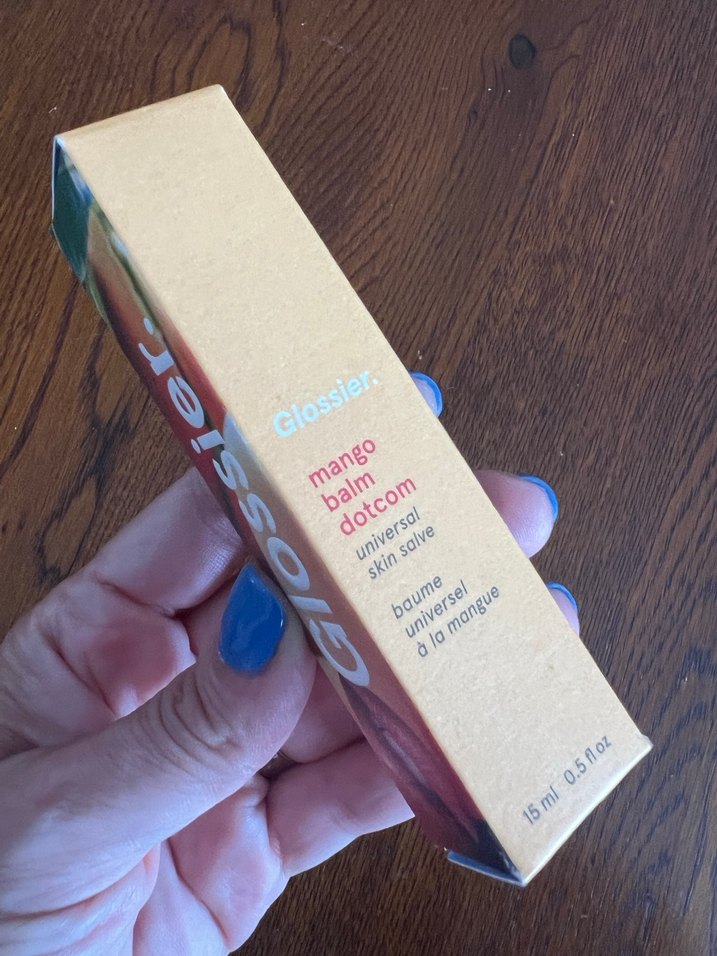 Glossier.
mango
balm
dotcom
universal
skin salve
baume
universel
à la mangue
15 ml 0.5 fl oz
Glossier.